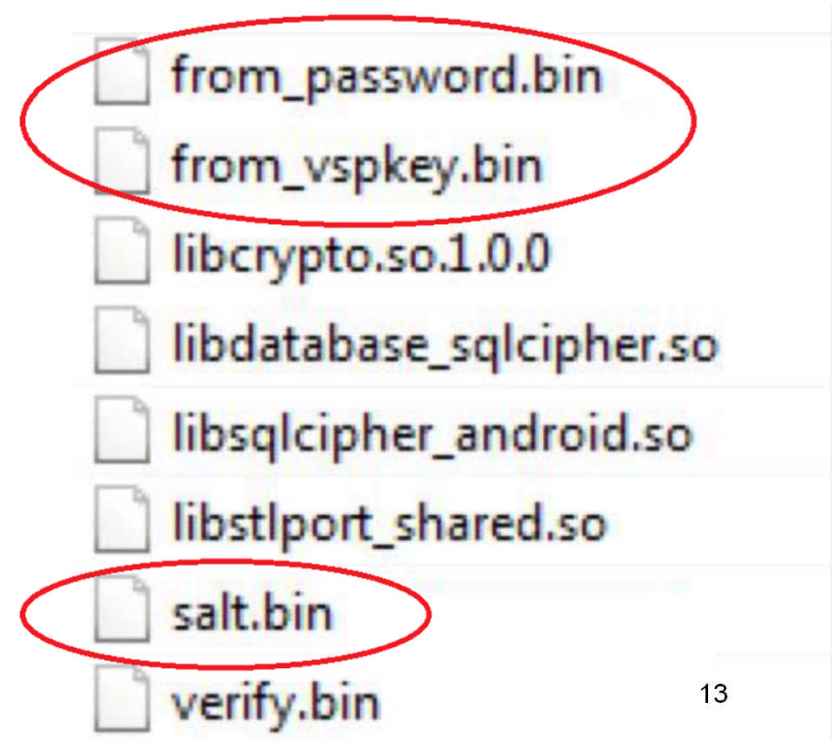 from_password.bin
from_vspkey.bin
libcrypto.so.1.0.0
libdatabase_sqlcipher.so
libsqlcipher_android.so
libstlport_shared.so
salt.bin
verify.bin
13